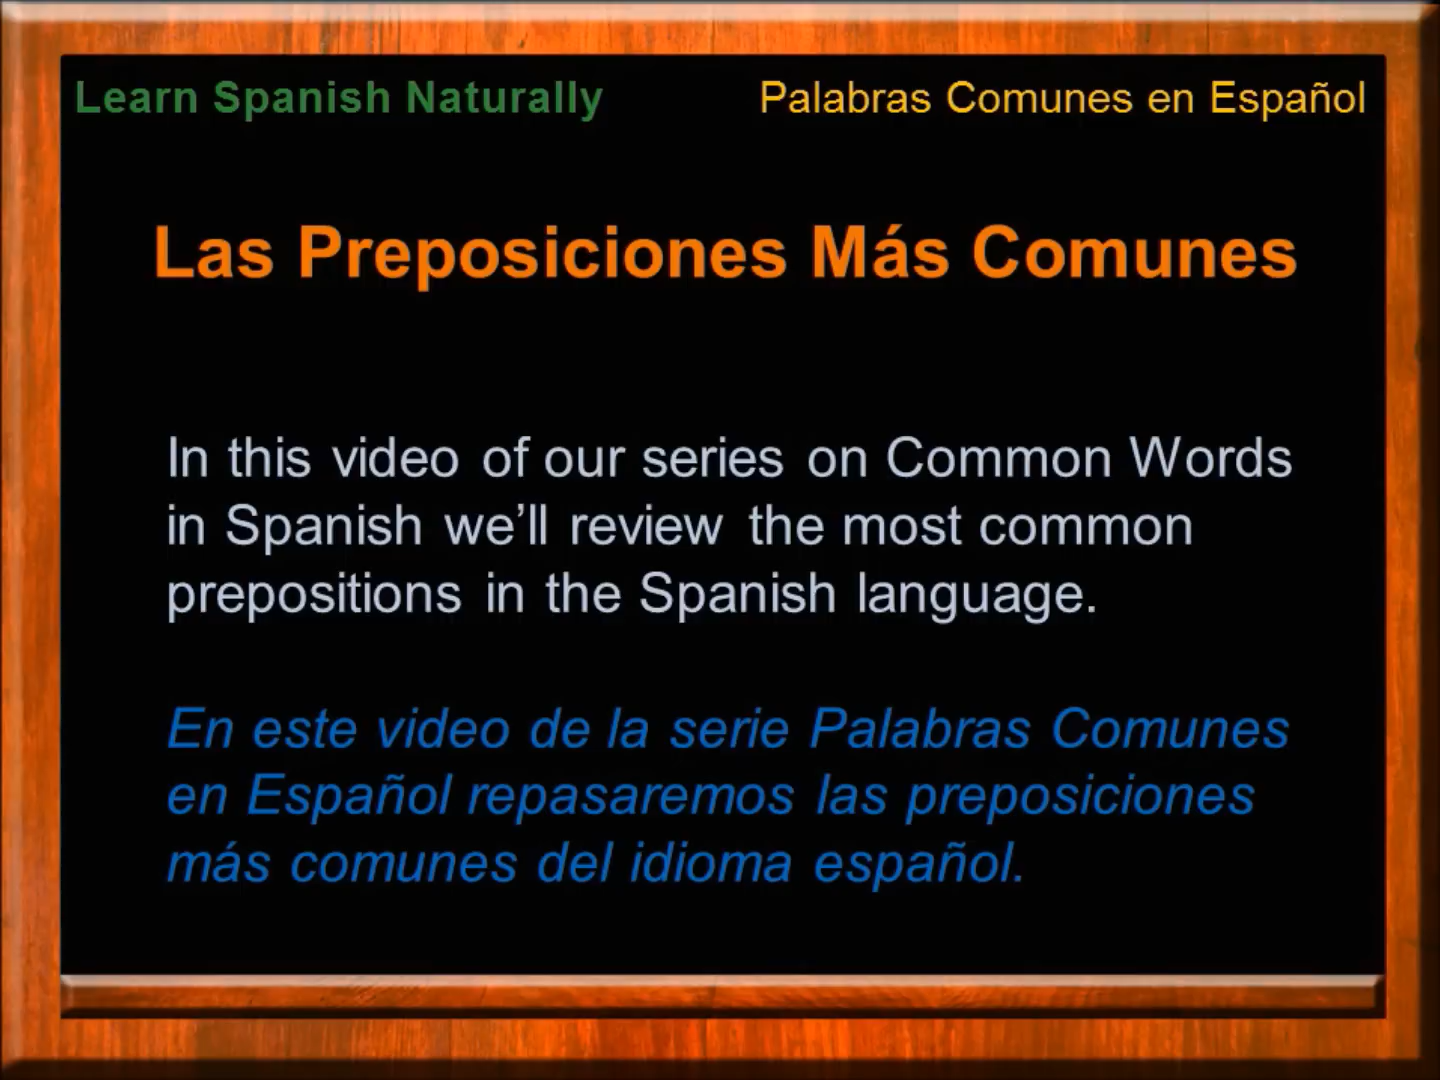 Learn Spanish Naturally
Palabras Comunes en Español
Las Preposiciones Más Comunes
In this video of our series on Common Words
in Spanish we’ll review the most common
prepositions in the Spanish language.
En este video de la serie Palabras Comunes
en Español repasaremos las preposiciones
más comunes del idioma español.